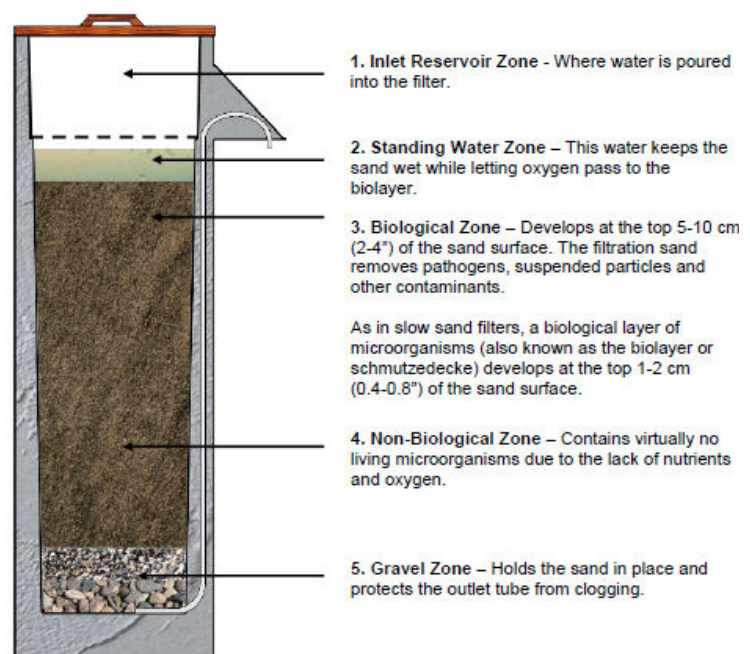 1. Inlet Reservoir Zone - Where water is poured
into the filter.
2. Standing Water Zone – This water keeps the
sand wet while letting oxygen pass to the
biolayer.
3. Biological Zone – Develops at the top 5-10 cm
(2-4") of the sand surface. The filtration sand
removes pathogens, suspended particles and
other contaminants.
As in slow sand filters, a biological layer of
microorganisms (also known as the biolayer or
schmutzedecke) develops at the top 1-2 cm
(0.4-0.8") of the sand surface.
4. Non-Biological Zone – Contains virtually no
living microorganisms due to the lack of nutrients
and oxygen.
5. Gravel Zone – Holds the sand in place and
protects the outlet tube from clogging.